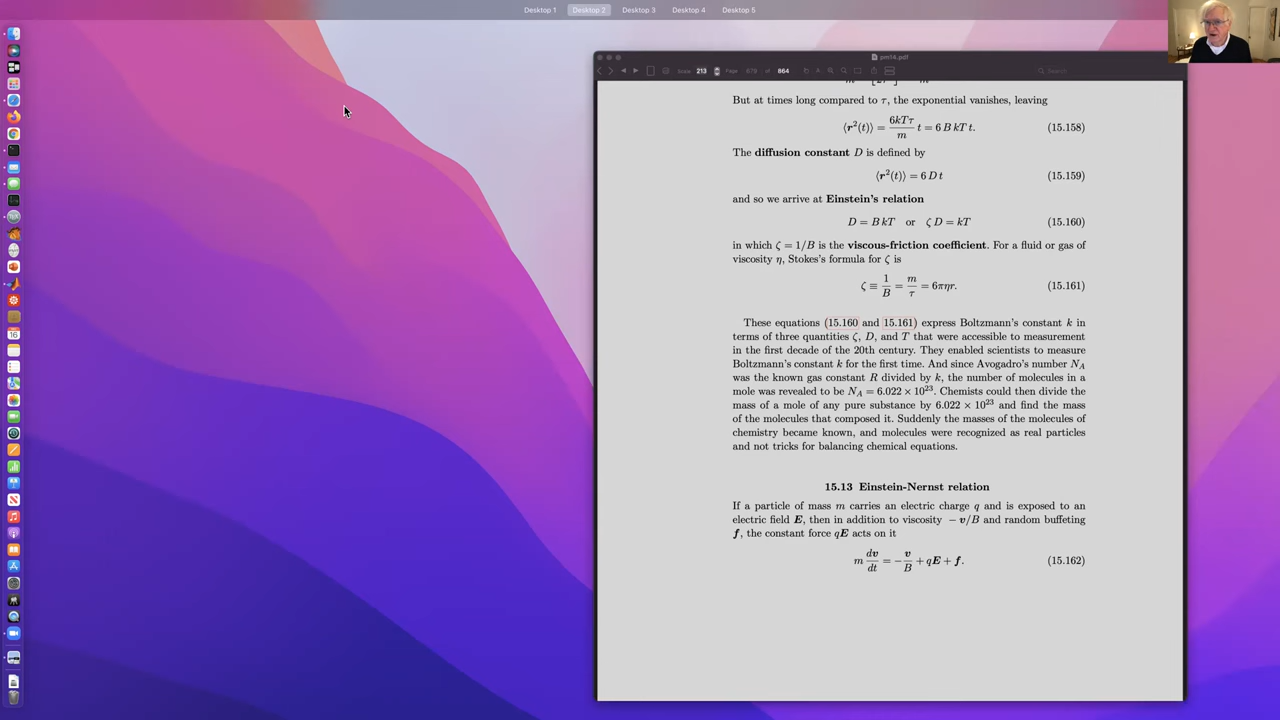 Desktop 1 Desktop 2 Desktop 3 Desktop 4 Desktop 5
pm14.pdf
Scale 213 Page 679 of 664 Search
But at times long compared to τ, the exponential vanishes, leaving
⟨r²(t)⟩ = 6kTτ/m t = 6 B kT t. (15.158)
The diffusion constant D is defined by
⟨r²(t)⟩ = 6 D t (15.159)
and so we arrive at Einstein's relation
D = B kT or ζ D = kT (15.160)
in which ζ = 1/B is the viscous-friction coefficient. For a fluid or gas of
viscosity η, Stokes's formula for ζ is
ζ ≡ 1/B = m/τ = 6πηr. (15.161)
These equations (15.160 and 15.161) express Boltzmann's constant k in
terms of three quantities ζ, D, and T that were accessible to measurement
in the first decade of the 20th century. They enabled scientists to measure
Boltzmann's constant k for the first time. And since Avogadro's number N_A
was the known gas constant R divided by k, the number of molecules in a
mole was revealed to be N_A = 6.022 × 10²³. Chemists could then divide the
mass of a mole of any pure substance by 6.022 × 10²³ and find the mass
of the molecules that composed it. Suddenly the masses of the molecules of
chemistry became known, and molecules were recognized as real particles
and not tricks for balancing chemical equations.
15.13 Einstein-Nernst relation
If a particle of mass m carries an electric charge q and is exposed to an
electric field E, then in addition to viscosity − v/B and random buffeting
f, the constant force qE acts on it
m dv/dt = − v/B + qE + f. (15.162)